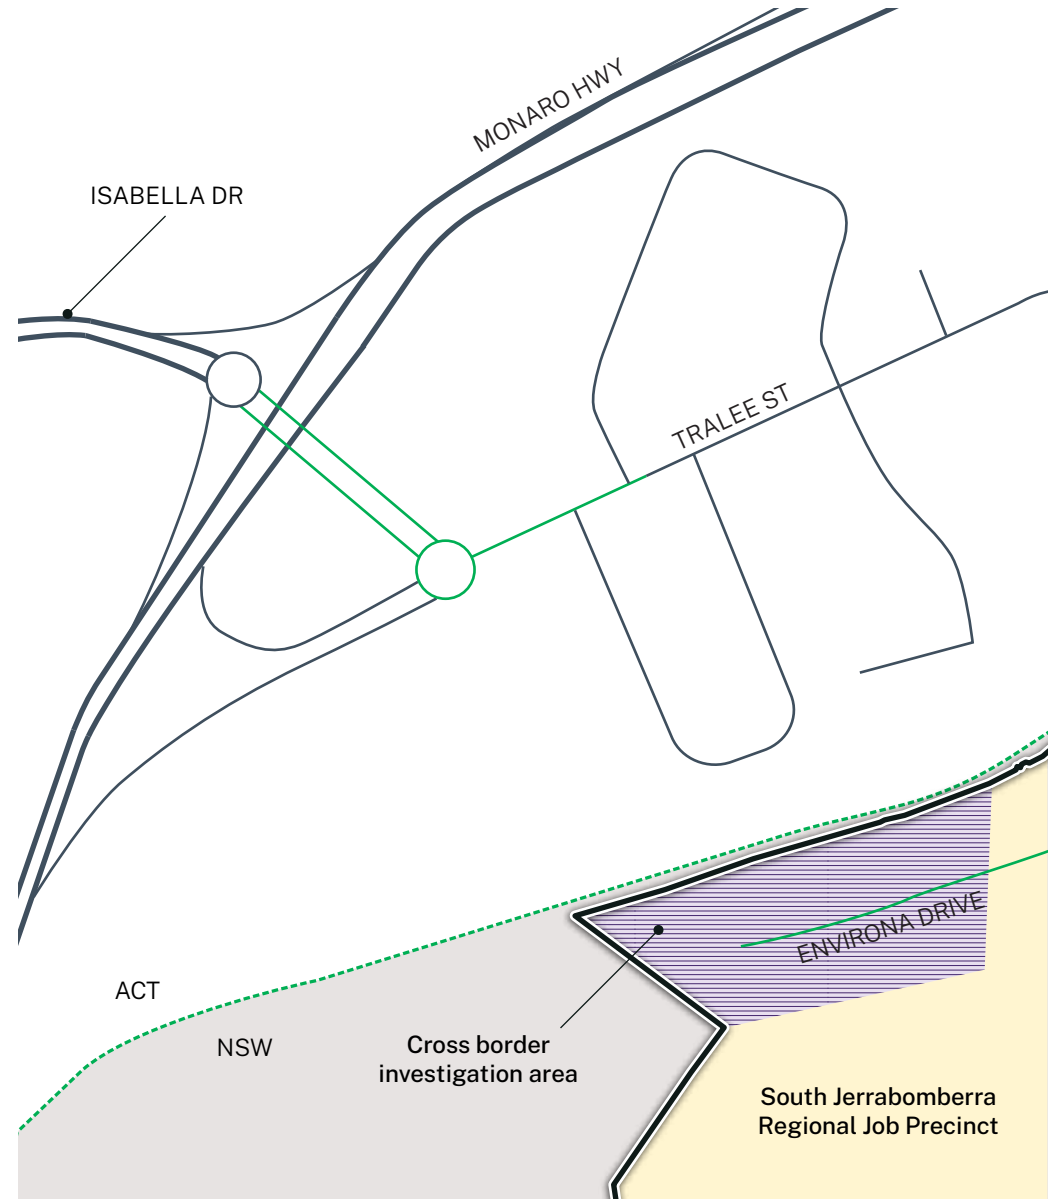 MONARO HWY
ISABELLA DR
TRALEE ST
ENVIRONA DRIVE
ACT
NSW
Cross border
investigation area
South Jerrabomberra
Regional Job Precinct